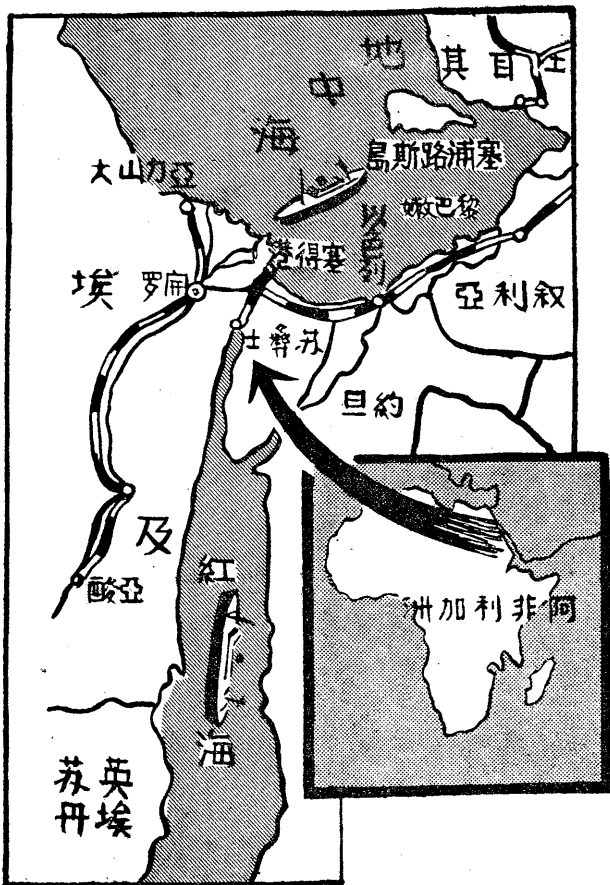 地中海
土耳其
塞浦路斯島
亞力山大
黎巴嫩
以色列
塞得港
叙利亞
埃及
開罗
苏彝士
約旦
亞酸
紅海
阿非利加洲
英埃
苏丹